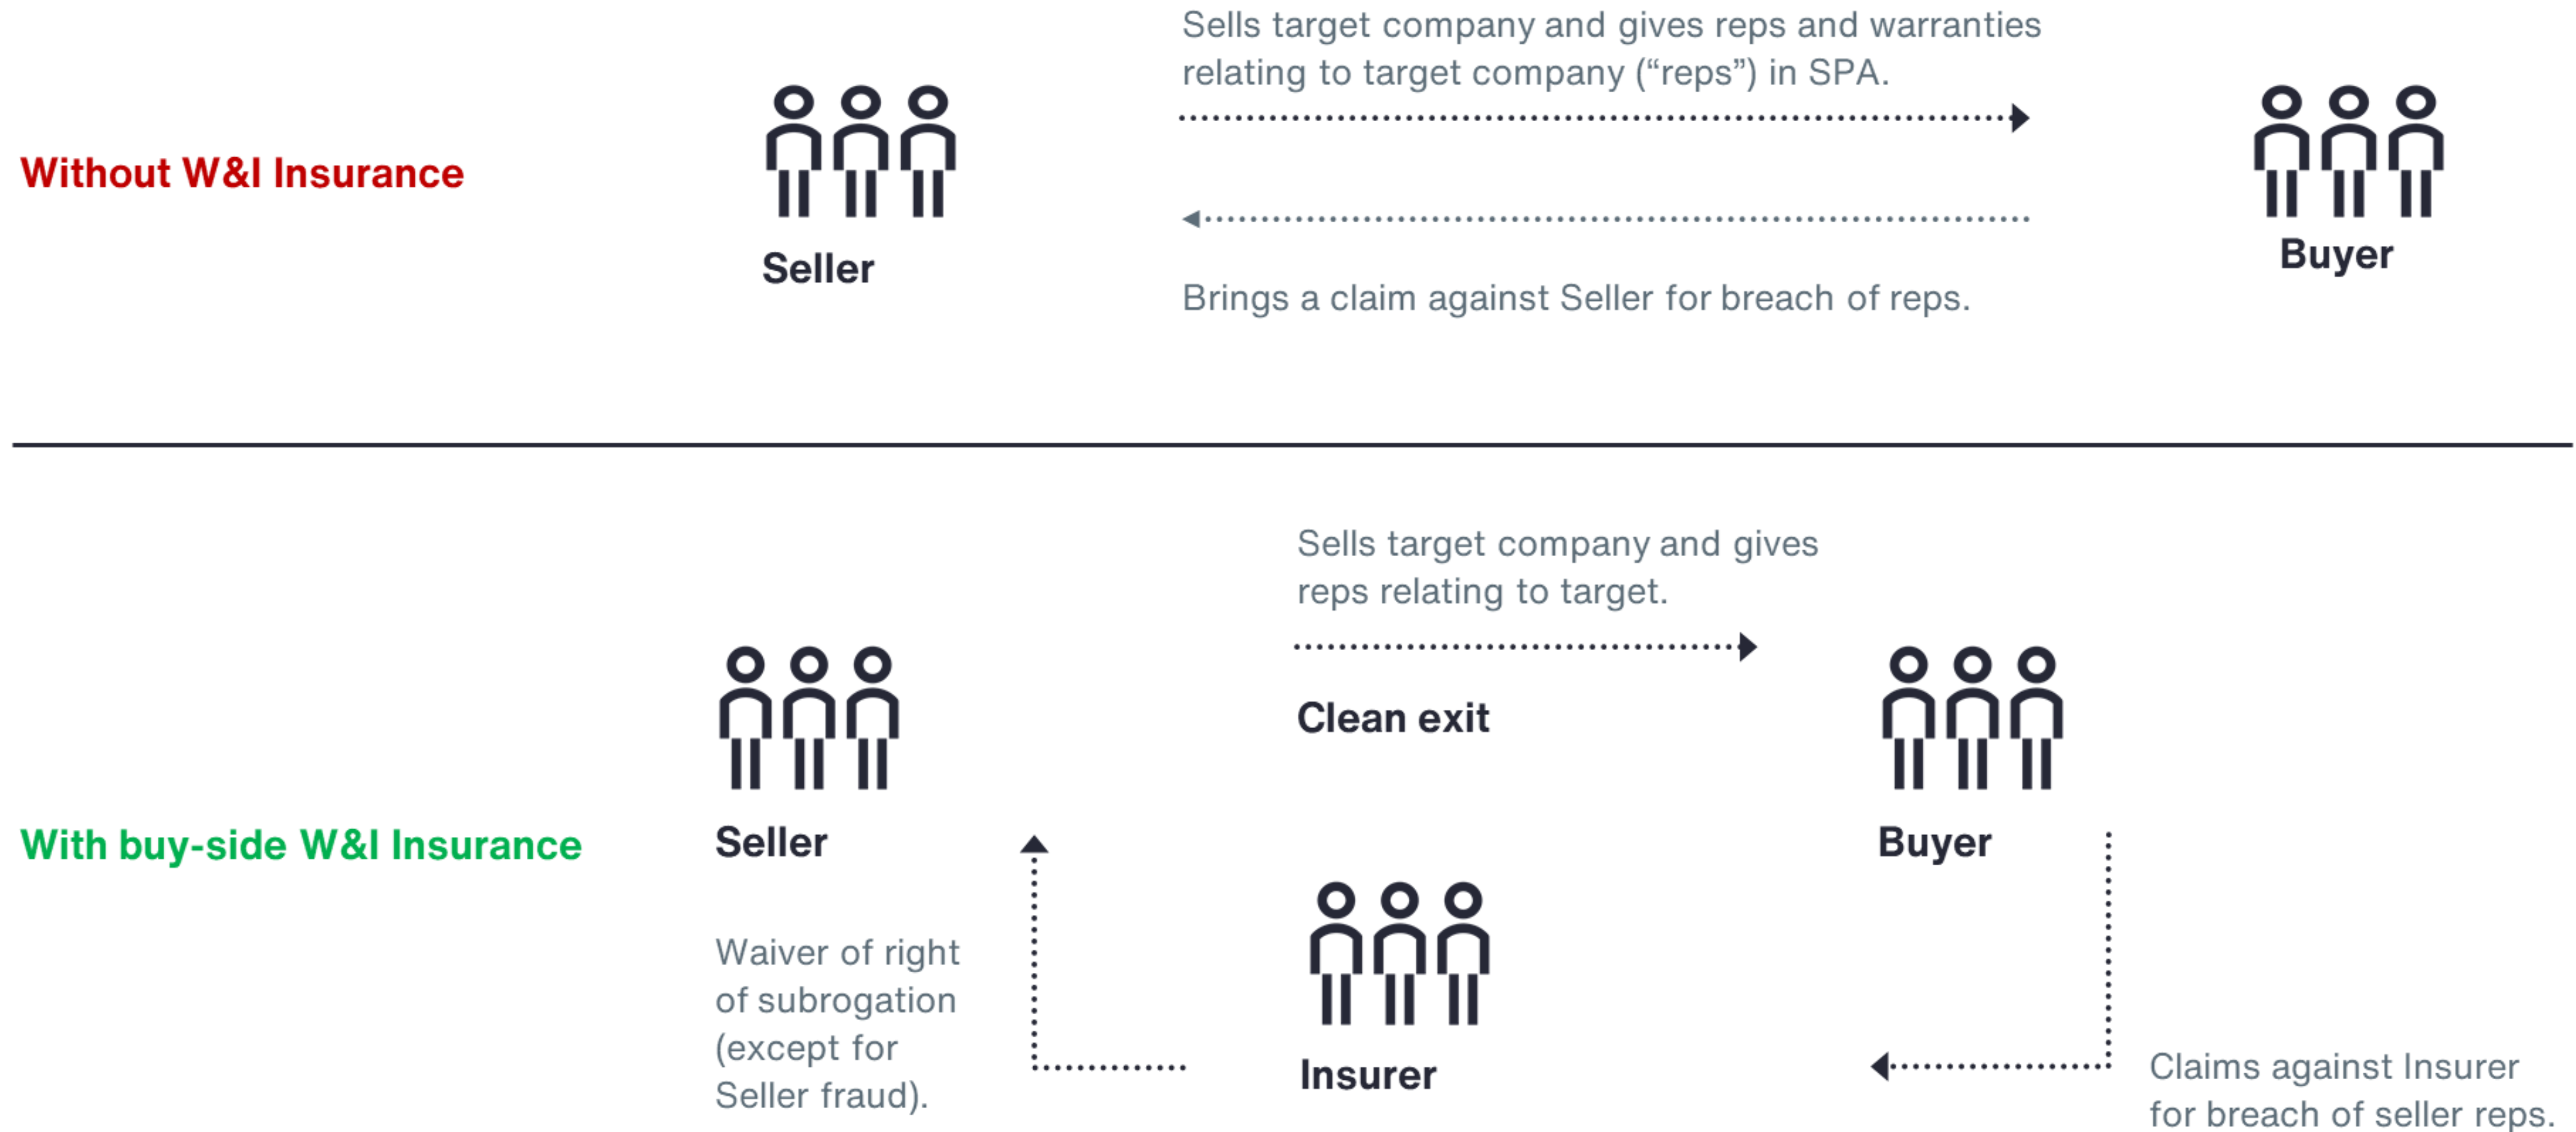 Sells target company and gives reps and warranties
relating to target company (“reps”) in SPA.
Without W&I Insurance
Seller
Buyer
Brings a claim against Seller for breach of reps.
Sells target company and gives
reps relating to target.
Clean exit
With buy-side W&I Insurance
Seller
Buyer
Waiver of right
of subrogation
(except for
Seller fraud).
Insurer
Claims against Insurer
for breach of seller reps.